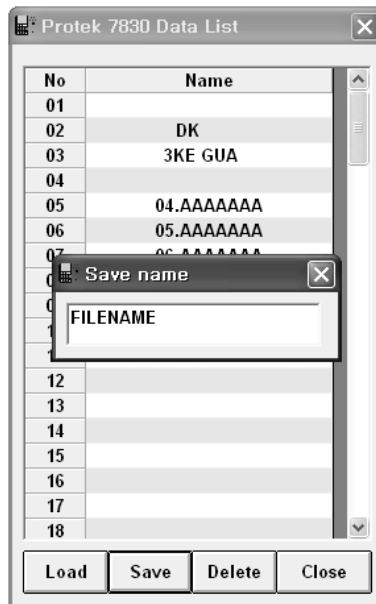 Protek 7830 Data List
No Name
01
02 DK
03 3KE GUA
04
05 04.AAAAAAA
06 05.AAAAAAA
Save name
FILENAME
12
13
14
15
16
17
18
Load Save Delete Close